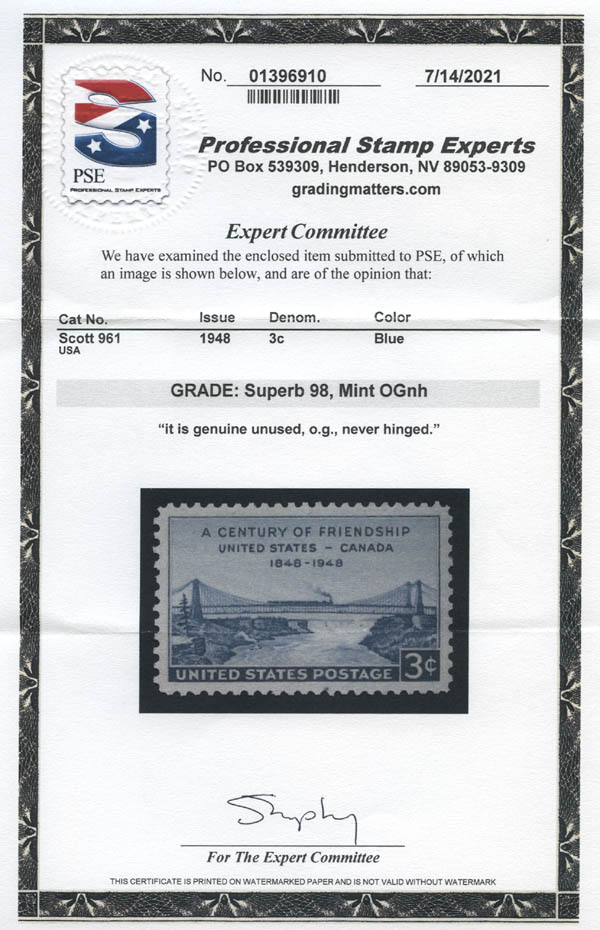 No. 01396910 7/14/2021
PSE
PROFESSIONAL STAMP EXPERTS
Professional Stamp Experts
PO Box 539309, Henderson, NV 89053-9309
gradingmatters.com
Expert Committee
We have examined the enclosed item submitted to PSE, of which
an image is shown below, and are of the opinion that:
Cat No. Issue Denom. Color
Scott 961 1948 3c Blue
USA
GRADE: Superb 98, Mint OGnh
“it is genuine unused, o.g., never hinged.”
A CENTURY OF FRIENDSHIP
UNITED STATES – CANADA
1848-1948
UNITED STATES POSTAGE 3¢
For The Expert Committee
THIS CERTIFICATE IS PRINTED ON WATERMARKED PAPER AND IS NOT VALID WITHOUT WATERMARK